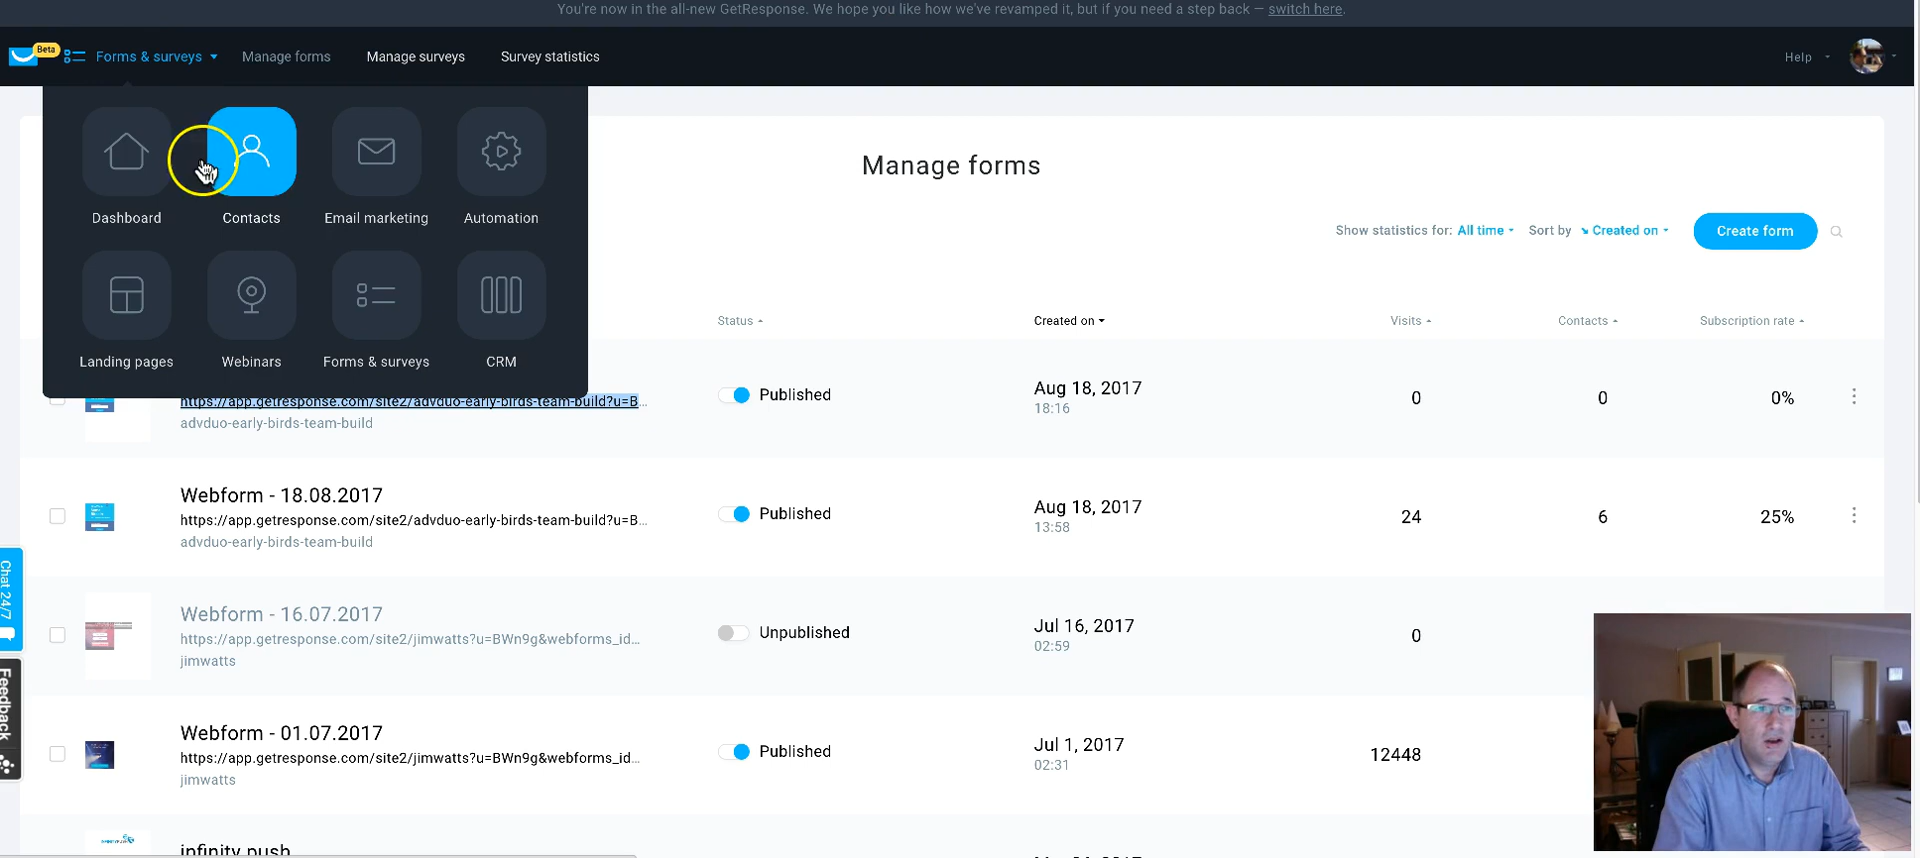 You're now in the all-new GetResponse. We hope you like how we've revamped it, but if you need a step back — switch here.
Beta
Forms & surveys
Manage forms
Manage surveys
Survey statistics
Help
Dashboard
Contacts
Email marketing
Automation
Landing pages
Webinars
Forms & surveys
CRM
Manage forms
Show statistics for: All time
Sort by
Created on
Create form
Status
Created on
Visits
Contacts
Subscription rate
https://app.getresponse.com/site2/advduo-early-birds-team-build?u=B...
advduo-early-birds-team-build
Published
Aug 18, 2017
18:16
0
0
0%
Webform - 18.08.2017
https://app.getresponse.com/site2/advduo-early-birds-team-build?u=B...
advduo-early-birds-team-build
Published
Aug 18, 2017
13:58
24
6
25%
Webform - 16.07.2017
https://app.getresponse.com/site2/jimwatts?u=BWn9g&webforms_id...
jimwatts
Unpublished
Jul 16, 2017
02:59
0
Webform - 01.07.2017
https://app.getresponse.com/site2/jimwatts?u=BWn9g&webforms_id...
jimwatts
Published
Jul 1, 2017
02:31
12448
infinity push
Chat 24/7
Feedback